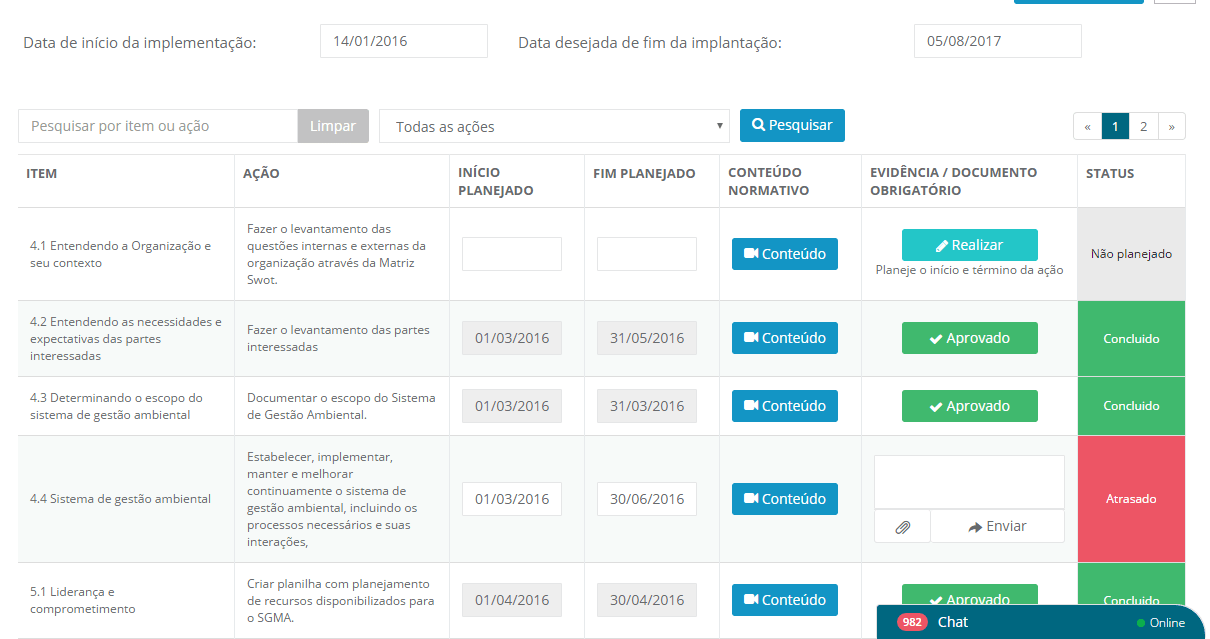 Data de início da implementação:
14/01/2016
Data desejada de fim da implantação:
05/08/2017
Pesquisar por item ou ação
Limpar
Todas as ações
Pesquisar
« 1 2 »
ITEM
AÇÃO
INÍCIO
PLANEJADO
FIM PLANEJADO
CONTEÚDO
NORMATIVO
EVIDÊNCIA / DOCUMENTO
OBRIGATÓRIO
STATUS
4.1 Entendendo a Organização e
seu contexto
Fazer o levantamento das
questões internas e externas da
organização através da Matriz
Swot.
Conteúdo
Realizar
Planeje o início e término da ação
Não planejado
4.2 Entendendo as necessidades e
expectativas das partes
interessadas
Fazer o levantamento das partes
interessadas
01/03/2016
31/05/2016
Conteúdo
Aprovado
Concluido
4.3 Determinando o escopo do
sistema de gestão ambiental
Documentar o escopo do Sistema
de Gestão Ambiental.
01/03/2016
31/03/2016
Conteúdo
Aprovado
Concluido
4.4 Sistema de gestão ambiental
Estabelecer, implementar,
manter e melhorar
continuamente o sistema de
gestão ambiental, incluindo os
processos necessários e suas
interações,
01/03/2016
30/06/2016
Conteúdo
Enviar
Atrasado
5.1 Liderança e
comprometimento
Criar planilha com planejamento
de recursos disponibilizados para
o SGMA.
01/04/2016
30/04/2016
Conteúdo
Aprovado
Concluido
982 Chat
Online